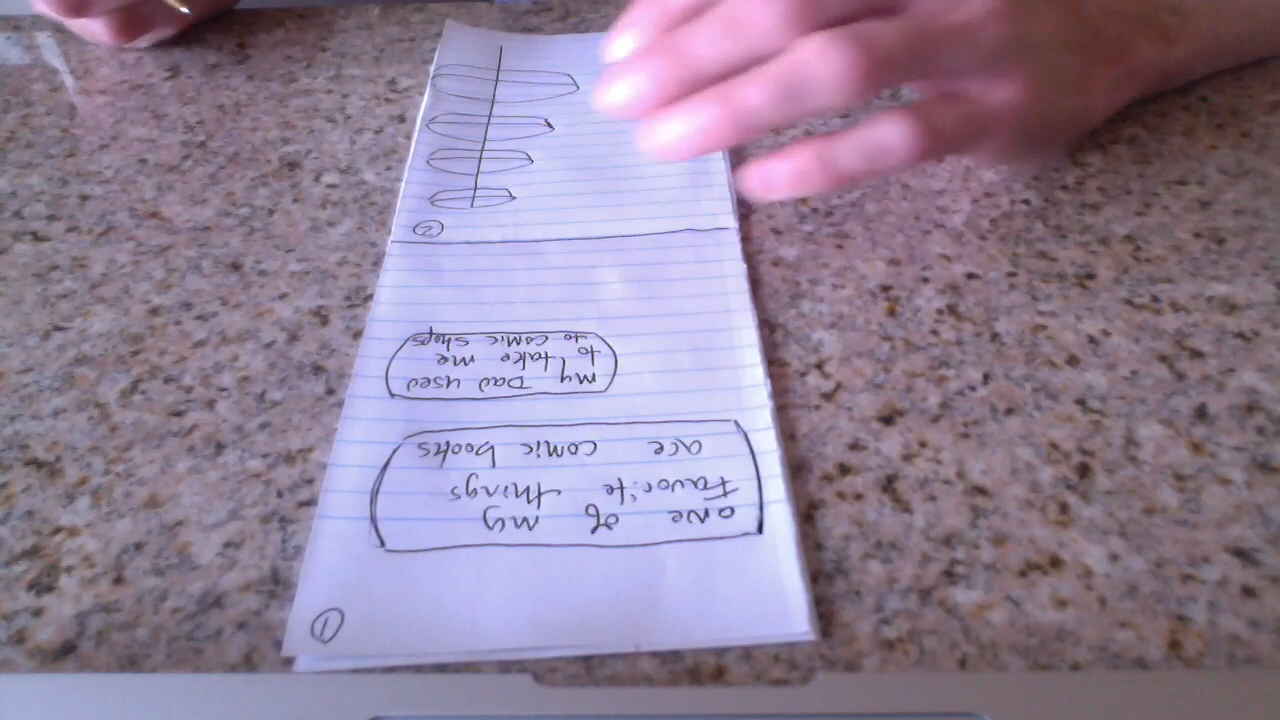 ①
one of my
Favorite things
are comic books
my Dad used
to take me
to comic shops
②